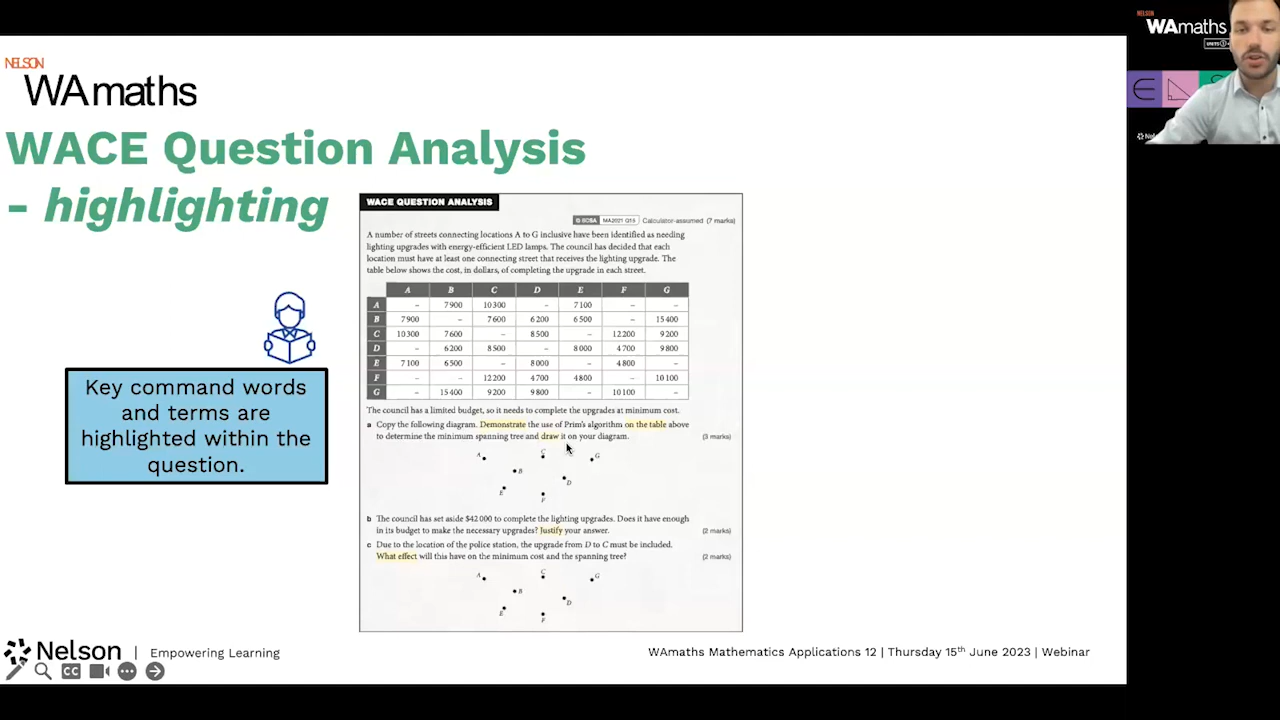 NELSON
WAmaths
WACE Question Analysis
- highlighting
Key command words
and terms are
highlighted within the
question.
WACE QUESTION ANALYSIS
© SCSA MA2021 Q13 Calculator-assumed (7 marks)
A number of streets connecting locations A to G inclusive have been identified as needing
lighting upgrades with energy-efficient LED lamps. The council has decided that each
location must have at least one connecting street that receives the lighting upgrade. The
table below shows the cost, in dollars, of completing the upgrade in each street.
A B C D E F G
A – 7900 10300 – 7100 – –
B 7900 – 7600 6200 6500 – 15400
C 10300 7600 – 8500 – 12200 9200
D – 6200 8500 – 8000 4700 9800
E 7100 6500 – 8000 – 4800 –
F – – 12200 4700 4800 – 10100
G – 15400 9200 9800 – 10100 –
The council has a limited budget, so it needs to complete the upgrades at minimum cost.
a Copy the following diagram. Demonstrate the use of Prim's algorithm on the table above
to determine the minimum spanning tree and draw it on your diagram. (3 marks)
A C G
B
D
E
F
b The council has set aside $42000 to complete the lighting upgrades. Does it have enough
in its budget to make the necessary upgrades? Justify your answer. (2 marks)
c Due to the location of the police station, the upgrade from D to C must be included.
What effect will this have on the minimum cost and the spanning tree? (2 marks)
A C G
B
D
E
F
Nelson | Empowering Learning
CC
WAmaths Mathematics Applications 12 | Thursday 15th June 2023 | Webinar
NELSON
WAmaths